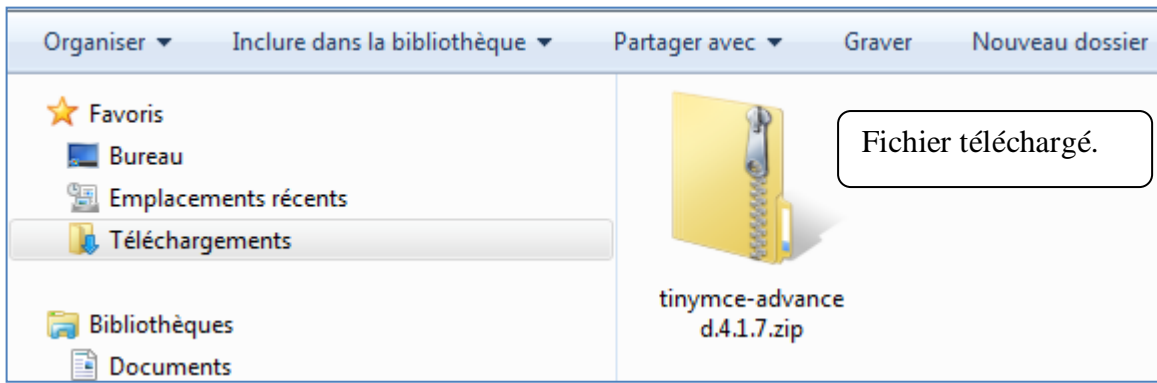 Organiser Inclure dans la bibliothèque Partager avec Graver Nouveau dossier
Favoris
Bureau
Emplacements récents
Téléchargements
Bibliothèques
Documents
Fichier téléchargé.
tinymce-advance
d.4.1.7.zip